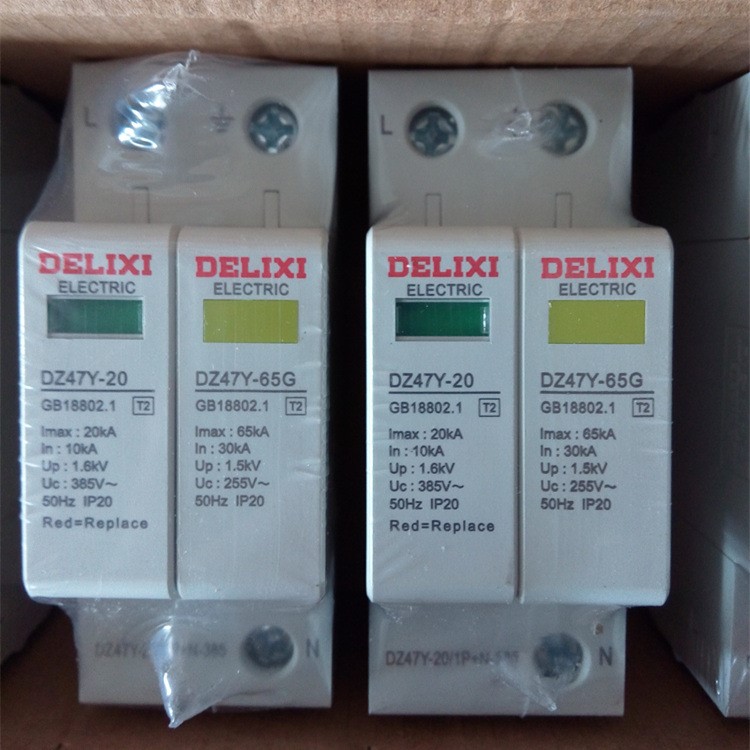 L
DELIXI
ELECTRIC
DZ47Y-20
GB18802.1 T2
Imax : 20kA
In : 10kA
Up : 1.6kV
Uc : 385V~
50Hz IP20
Red=Replace
DELIXI
ELECTRIC
DZ47Y-65G
GB18802.1 T2
Imax : 65kA
In : 30kA
Up : 1.5kV
Uc : 255V~
50Hz IP20
N
L
DELIXI
ELECTRIC
DZ47Y-20
GB18802.1 T2
Imax : 20kA
In : 10kA
Up : 1.6kV
Uc : 385V~
50Hz IP20
Red=Replace
DELIXI
ELECTRIC
DZ47Y-65G
GB18802.1 T2
Imax : 65kA
In : 30kA
Up : 1.5kV
Uc : 255V~
50Hz IP20
N